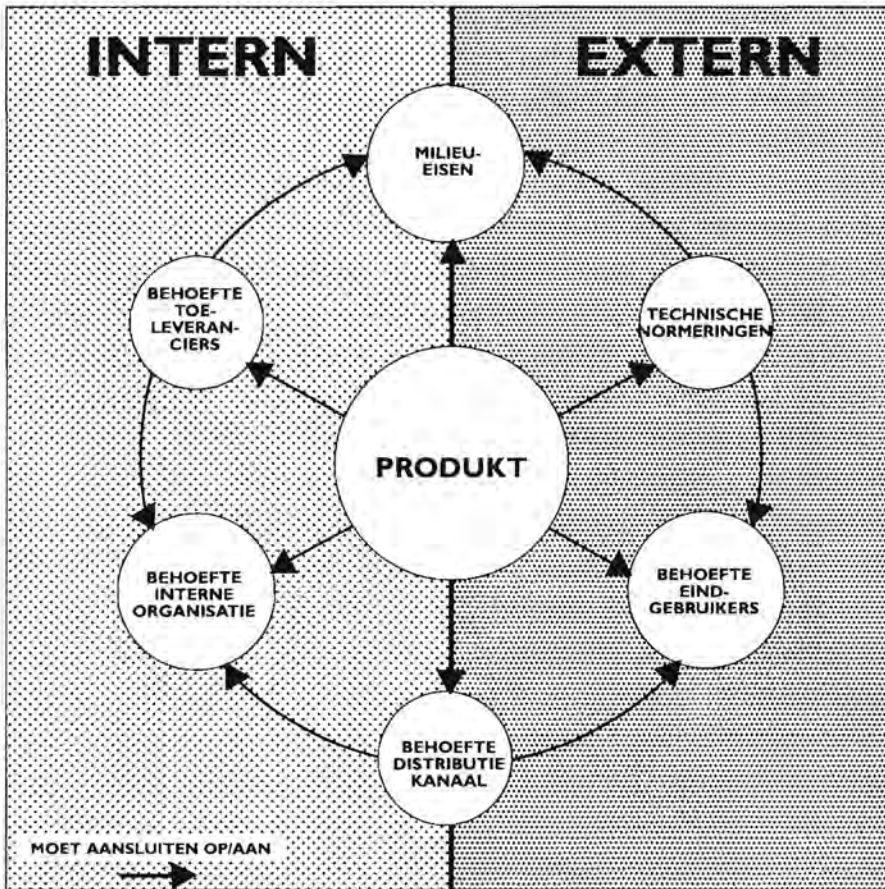 INTERN
EXTERN
MILIEU-
EISEN
BEHOEFTE
TOE-
LEVERAN-
CIERS
TECHNISCHE
NORMERINGEN
PRODUKT
BEHOEFTE
INTERNE
ORGANISATIE
BEHOEFTE
EIND-
GEBRUIKERS
BEHOEFTE
DISTRIBUTIE
KANAAL
MOET AANSLUITEN OP/AAN